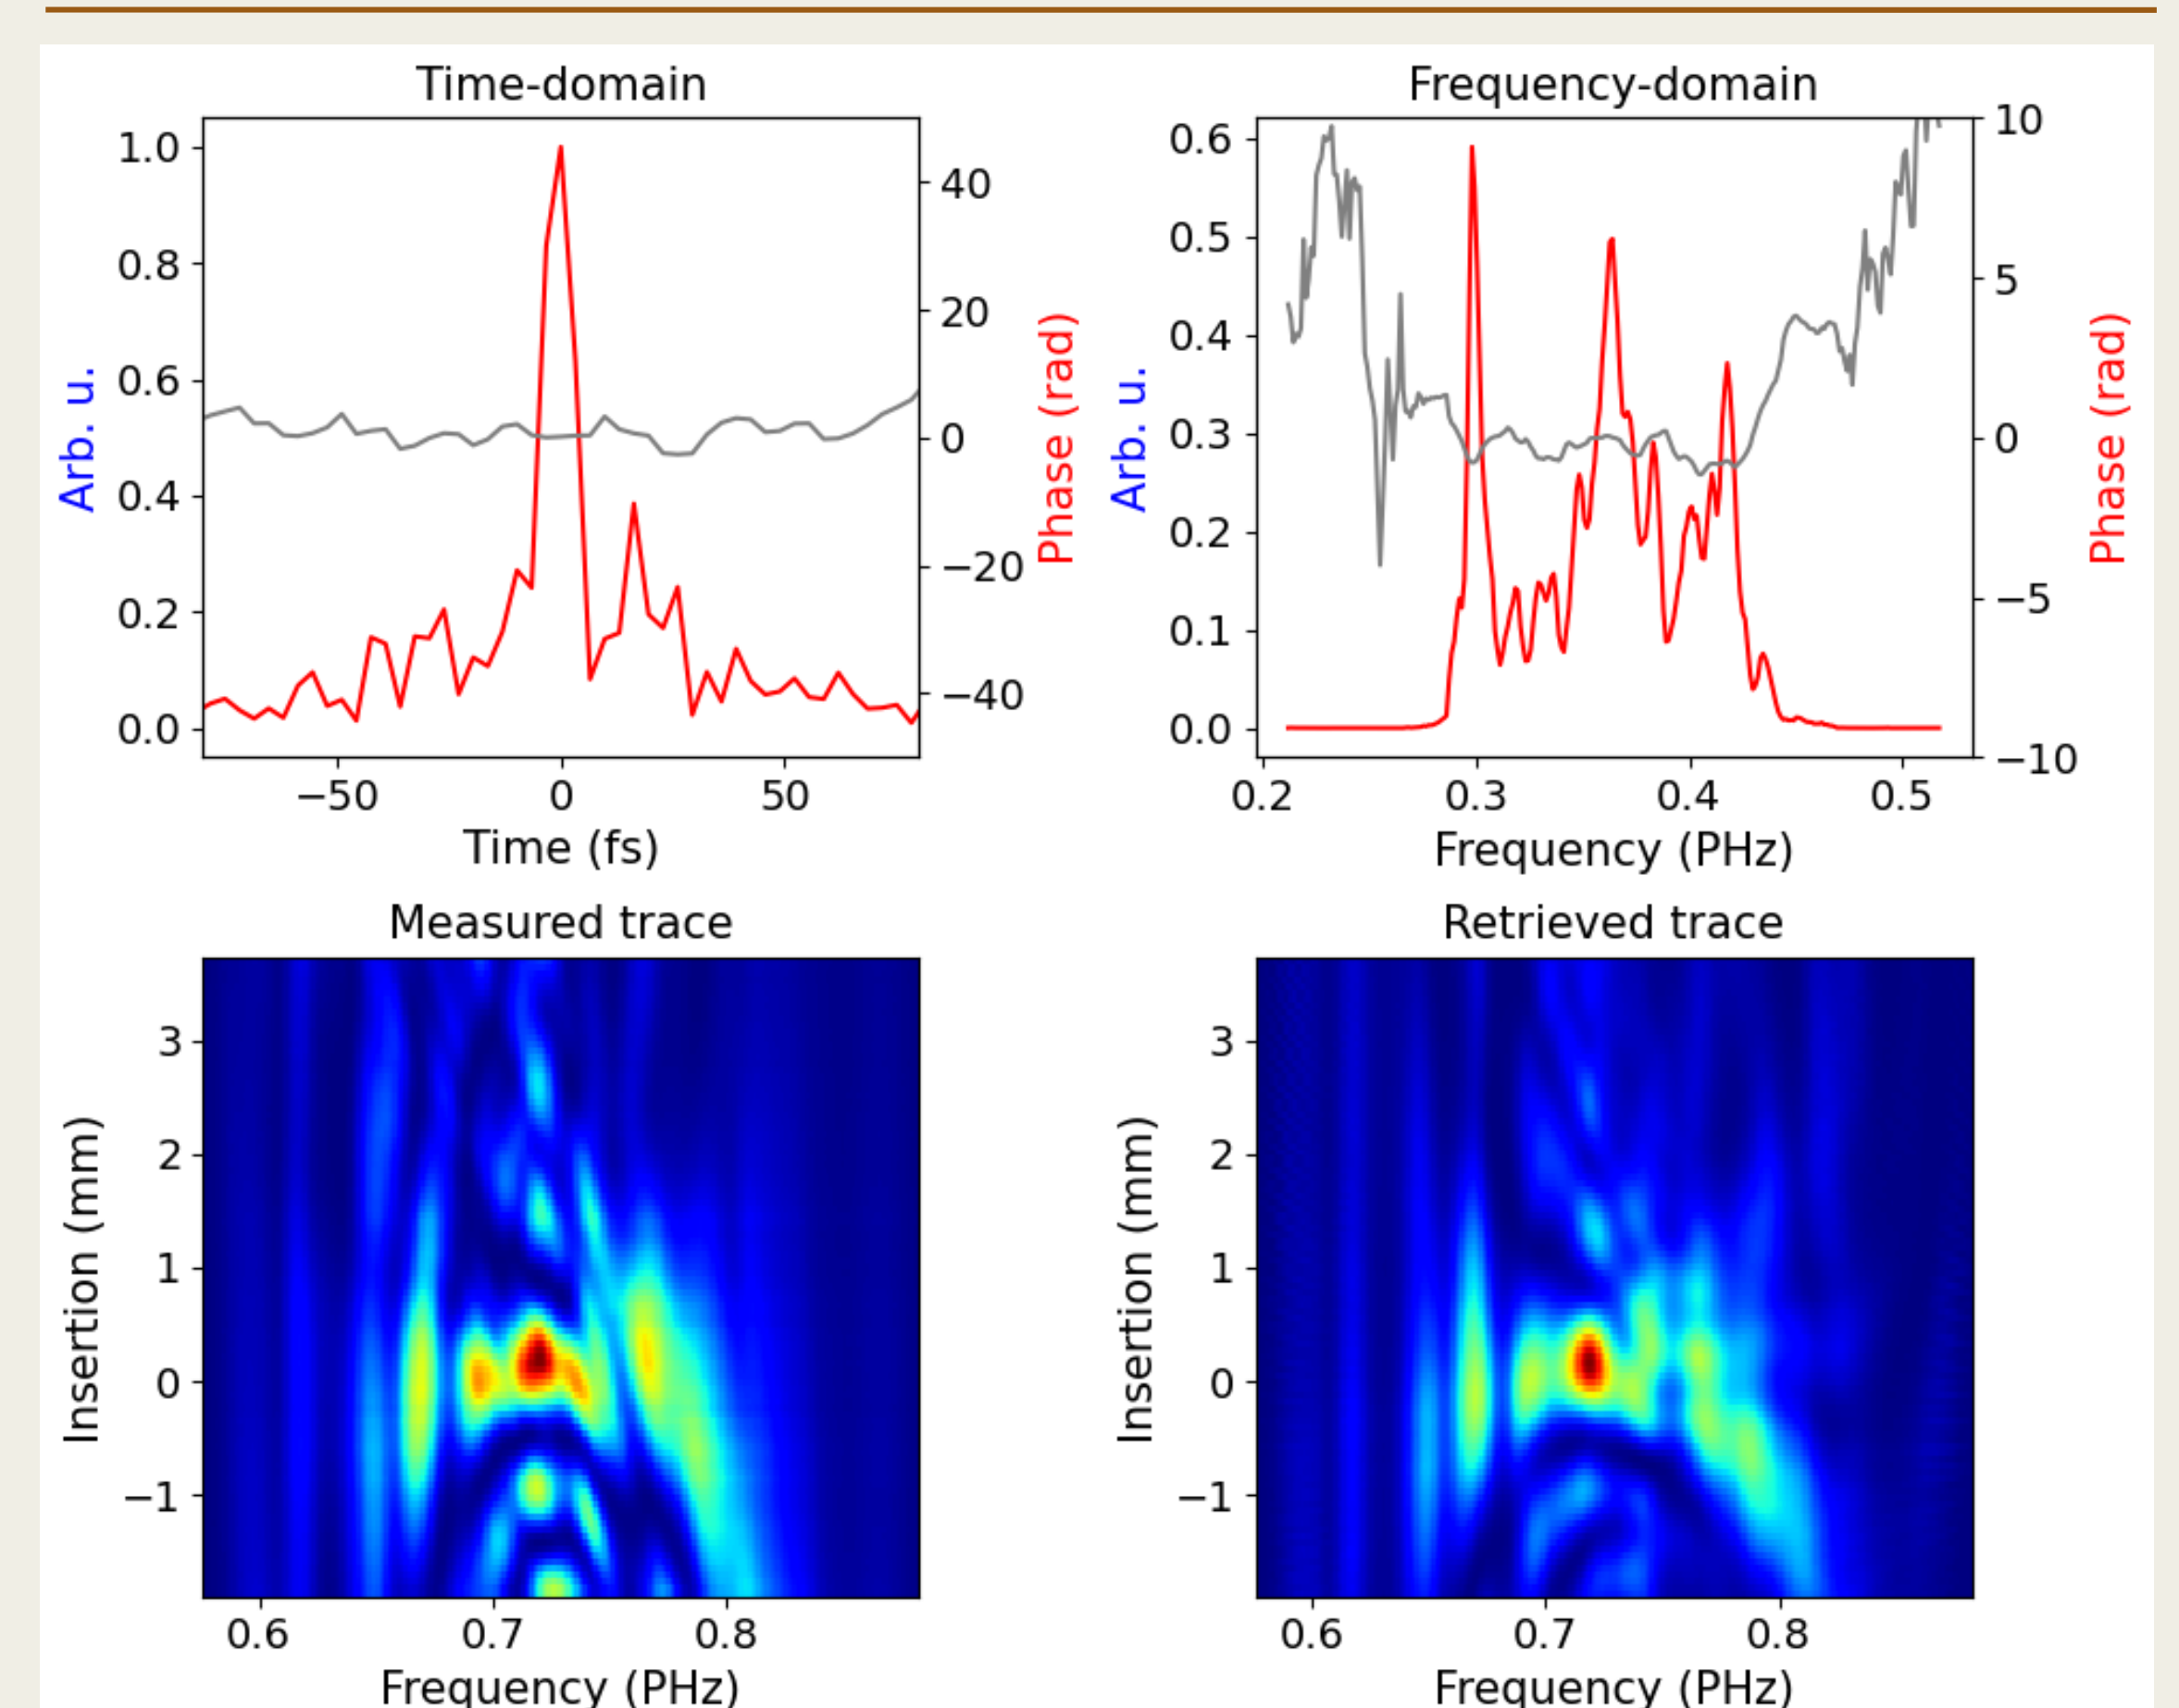 Time-domain
1.0
0.8
0.6
0.4
0.2
0.0
Arb. u.
40
20
0
−20
−40
Phase (rad)
−50 0 50
Time (fs)
Frequency-domain
0.6
0.5
0.4
0.3
0.2
0.1
0.0
Arb. u.
10
5
0
−5
−10
Phase (rad)
0.2 0.3 0.4 0.5
Frequency (PHz)
Measured trace
3
2
1
0
−1
Insertion (mm)
0.6 0.7 0.8
Frequency (PHz)
Retrieved trace
3
2
1
0
−1
Insertion (mm)
0.6 0.7 0.8
Frequency (PHz)